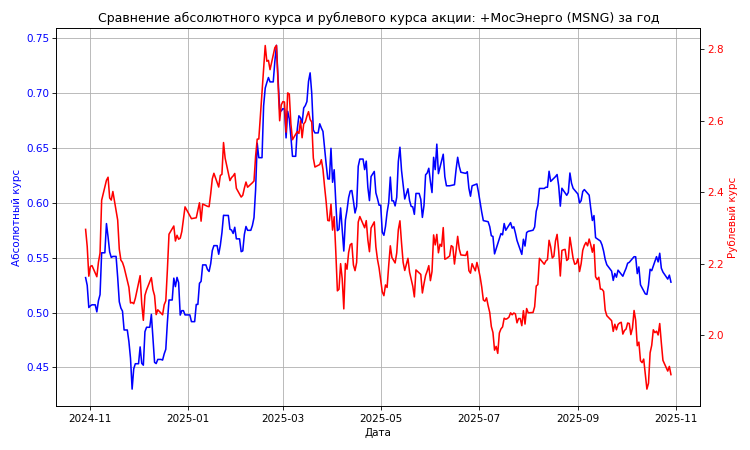 Сравнение абсолютного курса и рублевого курса акции: +МосЭнерго (MSNG) за год
0.75
0.70
0.65
0.60
0.55
0.50
0.45
Абсолютный курс
2.8
2.6
2.4
2.2
2.0
Рублевый курс
2024-11 2025-01 2025-03 2025-05 2025-07 2025-09 2025-11
Дата